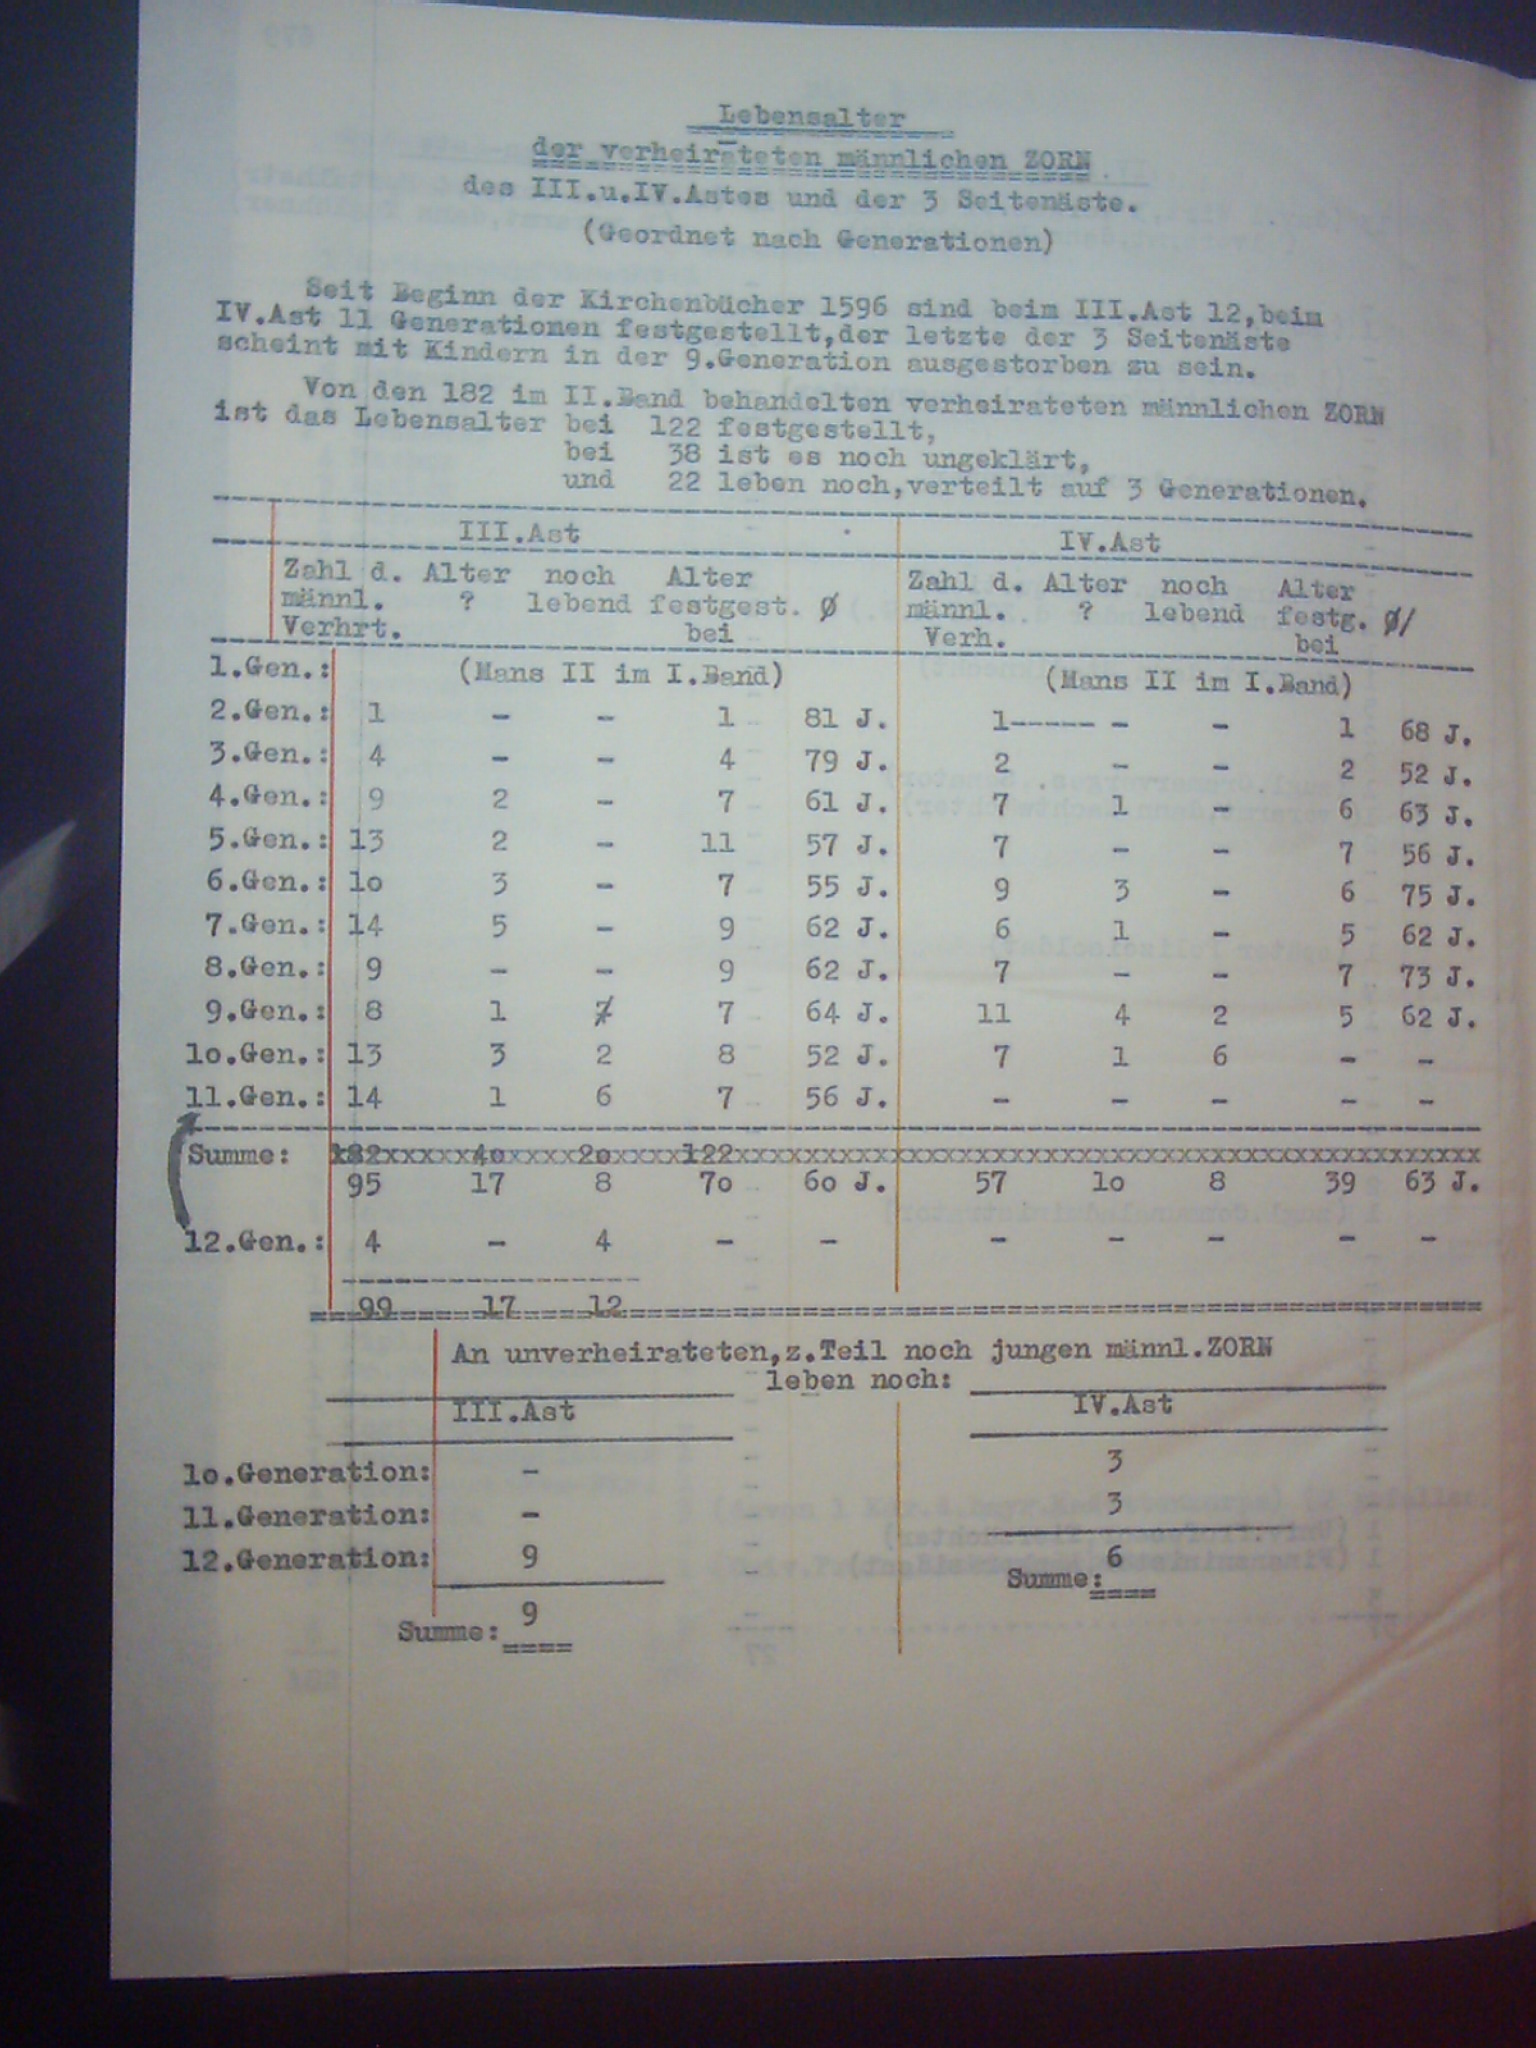 Lebensalter
der verheirateten männlichen ZORN
des III.u.IV.Astes und der 3 Seitenäste.
(Geordnet nach Generationen)
Seit Beginn der Kirchenbücher 1596 sind beim III.Ast 12,beim
IV.Ast 11 Generationen festgestellt,der letzte der 3 Seitenäste
scheint mit Kindern in der 9.Generation ausgestorben zu sein.
Von den 182 im II.Band behandelten verheirateten männlichen ZORN
ist das Lebensalter bei 122 festgestellt,
bei 38 ist es noch ungeklärt,
und 22 leben noch,verteilt auf 3 Generationen.
III.Ast IV.Ast
Zahl d. Alter noch Alter Zahl d. Alter noch Alter
männl. ? lebend festgest. Ø männl. ? lebend festg. Ø/
Verhrt. bei Verh. bei
1.Gen.: (Hans II im I.Band) (Hans II im I.Band)
2.Gen.: 1 - - 1 81 J. 1----- - - 1 68 J.
3.Gen.: 4 - - 4 79 J. 2 - - 2 52 J.
4.Gen.: 9 2 - 7 61 J. 7 1 - 6 63 J.
5.Gen.: 13 2 - 11 57 J. 7 - - 7 56 J.
6.Gen.: 1o 3 - 7 55 J. 9 3 - 6 75 J.
7.Gen.: 14 5 - 9 62 J. 6 1 - 5 62 J.
8.Gen.: 9 - - 9 62 J. 7 - - 7 73 J.
9.Gen.: 8 1 7 64 J. 11 4 2 5 62 J.
1o.Gen.: 13 3 2 8 52 J. 7 1 6 - -
11.Gen.: 14 1 6 7 56 J. - - - - -
Summe: 182xxxx4oxxxx2oxxxx122xxxxxxxxxxxxxxxxxxxxxxxxxxxxxxxxxxxxxx
95 17 8 7o 6o J. 57 1o 8 39 63 J.
12.Gen.: 4 - 4 - - - - - - -
99 17 12
An unverheirateten,z.Teil noch jungen männl.ZORN
leben noch:
III.Ast IV.Ast
1o.Generation: - 3
11.Generation: - 3
12.Generation: 9 6
Summe:
9
Summe: